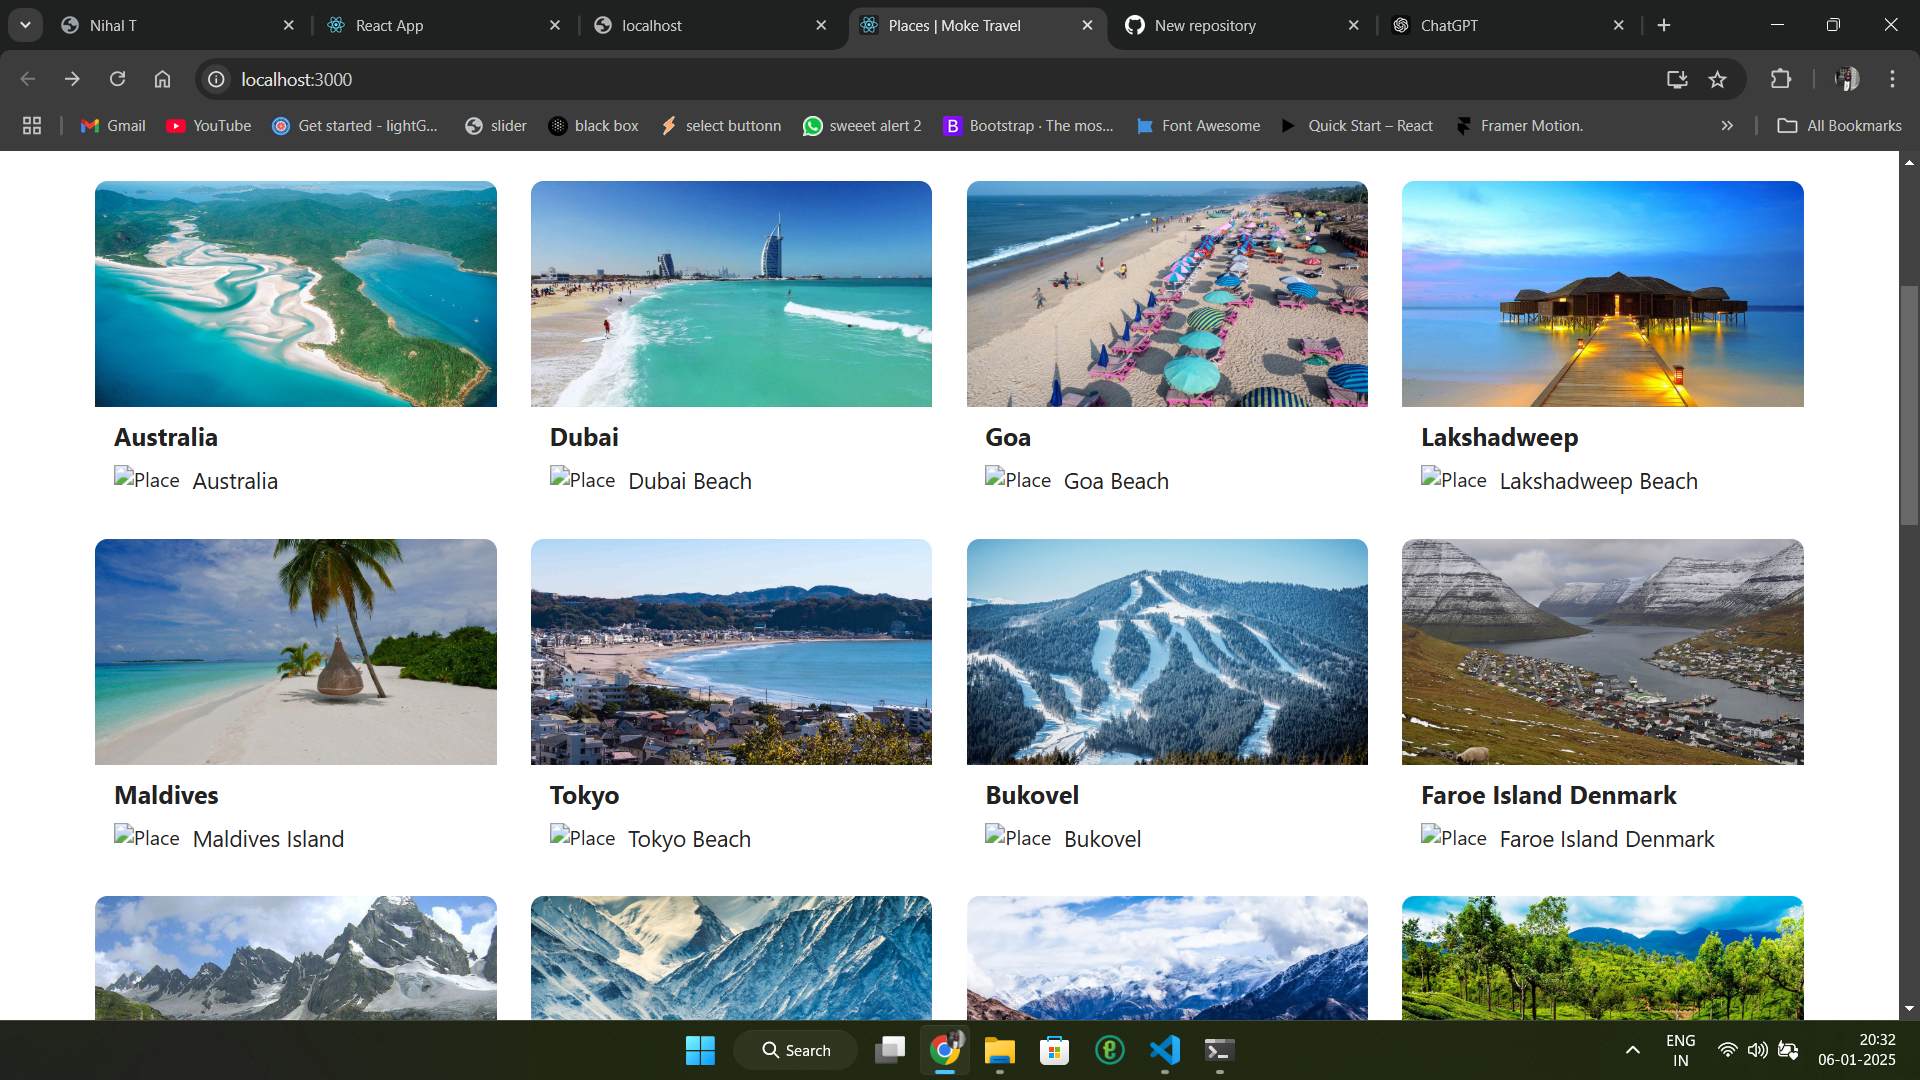 Nihal T
React App
localhost
Places | Moke Travel
New repository
ChatGPT
localhost:3000
Gmail
YouTube
Get started - lightG...
slider
black box
select buttonn
sweeet alert 2
Bootstrap · The mos...
Font Awesome
Quick Start – React
Framer Motion.
All Bookmarks
Australia
Dubai
Goa
Lakshadweep
Place Australia
Place Dubai Beach
Place Goa Beach
Place Lakshadweep Beach
Maldives
Tokyo
Bukovel
Faroe Island Denmark
Place Maldives Island
Place Tokyo Beach
Place Bukovel
Place Faroe Island Denmark
Search
ENG
IN
20:32
06-01-2025